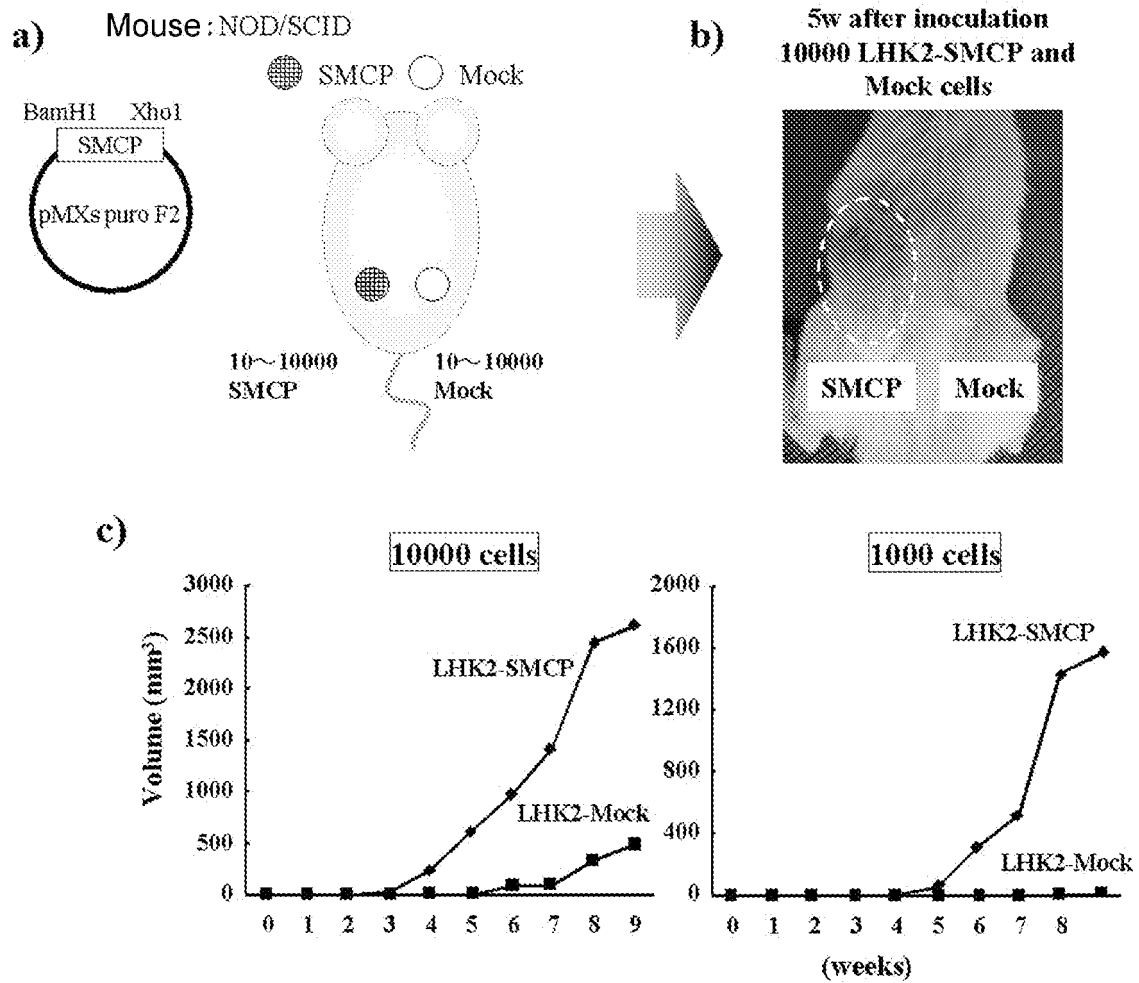 a)
Mouse : NOD/SCID
SMCP Mock
BamH1 Xho1
SMCP
pMXs puro F2
10～10000
SMCP
10～10000
Mock
b)
5w after inoculation
10000 LHK2-SMCP and
Mock cells
SMCP Mock
c)
10000 cells
3000
2500
2000
1500
1000
500
0
Volume (mm³)
LHK2-SMCP
LHK2-Mock
0 1 2 3 4 5 6 7 8 9
1000 cells
2000
1600
1200
800
400
0
LHK2-SMCP
LHK2-Mock
0 1 2 3 4 5 6 7 8
(weeks)